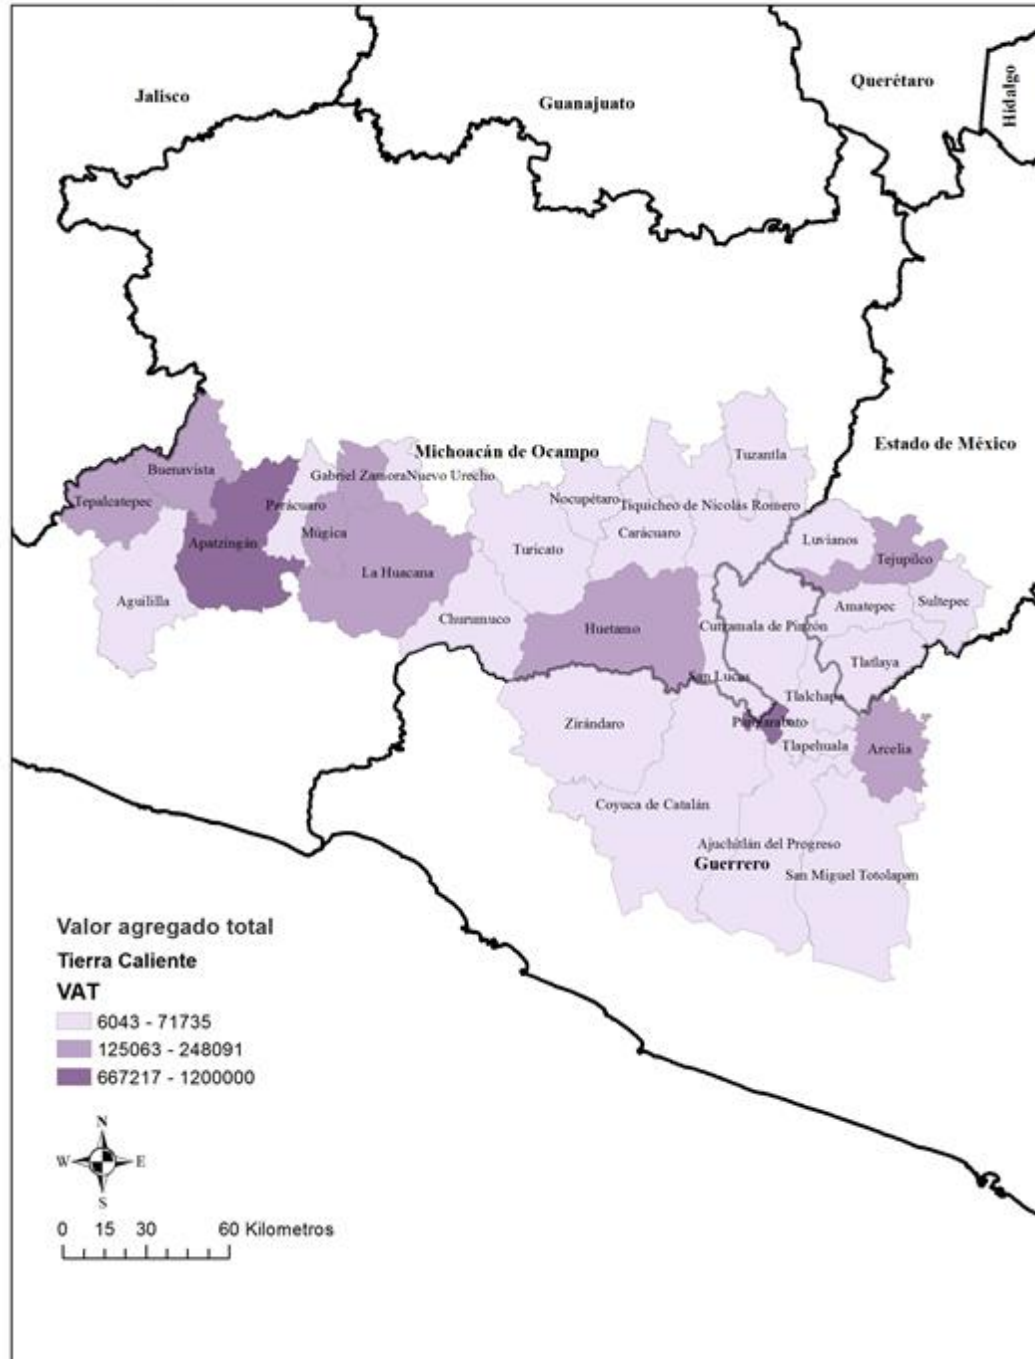 Jalisco
Guanajuato
Querétaro
Hidalgo
Michoacán de Ocampo
Estado de México
Tuzantla
Buenavista
Gabriel Zamora
Nuevo Urecho
Tepalcatepec
Parácuaro
Nocupétaro
Tiquicheo de Nicolás Romero
Múgica
Carácuaro
Luvianos
Apatzingán
Turicato
Tejupilco
La Huacana
Aguililla
Amatepec
Sultepec
Churumuco
Huetamo
Cutzamala de Pinzón
Tlatlaya
San Lucas
Tlalchapa
Zirándaro
Pungarabato
Tlapehuala
Arcelia
Coyuca de Catalán
Ajuchitlán del Progreso
Guerrero
San Miguel Totolapan
Valor agregado total
Tierra Caliente
VAT
6043 - 71735
125063 - 248091
667217 - 1200000
N
W E
S
0 15 30 60 Kilometros